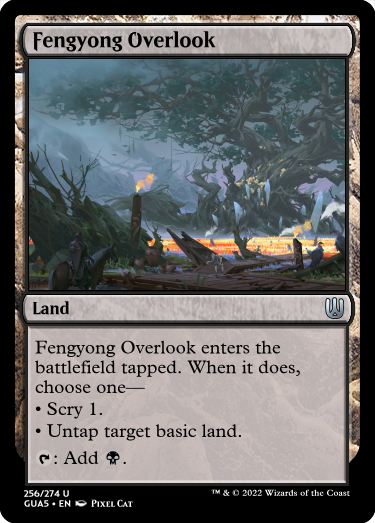 Fengyong Overlook
Land
Fengyong Overlook enters the
battlefield tapped. When it does,
choose one—
• Scry 1.
• Untap target basic land.
: Add .
256/274 U
GUA5 • EN Pixel Cat
™ & © 2022 Wizards of the Coast